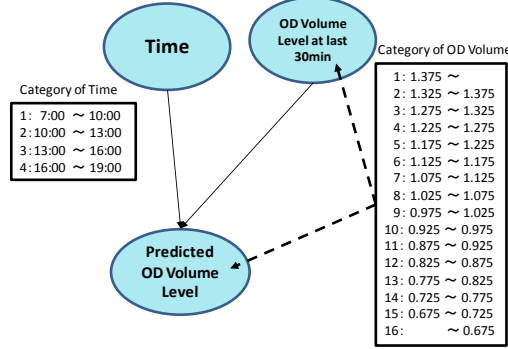 Time
OD Volume
Level at last
30min
Category of Time
1: 7:00 ～ 10:00
2:10:00 ～ 13:00
3:13:00 ～ 16:00
4:16:00 ～ 19:00
Predicted
OD Volume
Level
Category of OD Volume
1: 1.375 ～
2: 1.325 ～ 1.375
3: 1.275 ～ 1.325
4: 1.225 ～ 1.275
5: 1.175 ～ 1.225
6: 1.125 ～ 1.175
7: 1.075 ～ 1.125
8: 1.025 ～ 1.075
9: 0.975 ～ 1.025
10: 0.925 ～ 0.975
11: 0.875 ～ 0.925
12: 0.825 ～ 0.875
13: 0.775 ～ 0.825
14: 0.725 ～ 0.775
15: 0.675 ～ 0.725
16: ～ 0.675